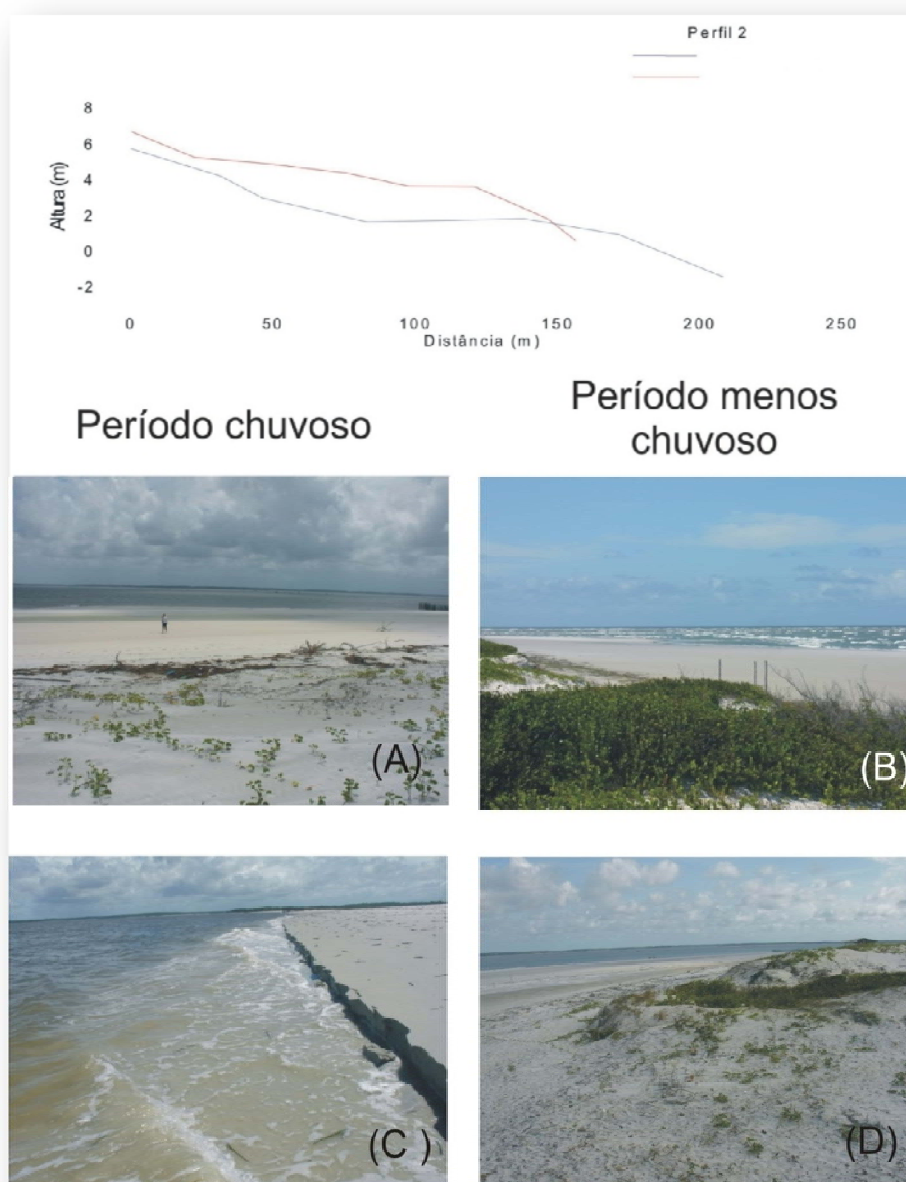 Perfil 2
8
6
4
2
0
-2
Altura (m)
0 50 100 150 200 250
Distância (m)
Período chuvoso
Período menos
chuvoso
(A)
(B)
(C )
(D)